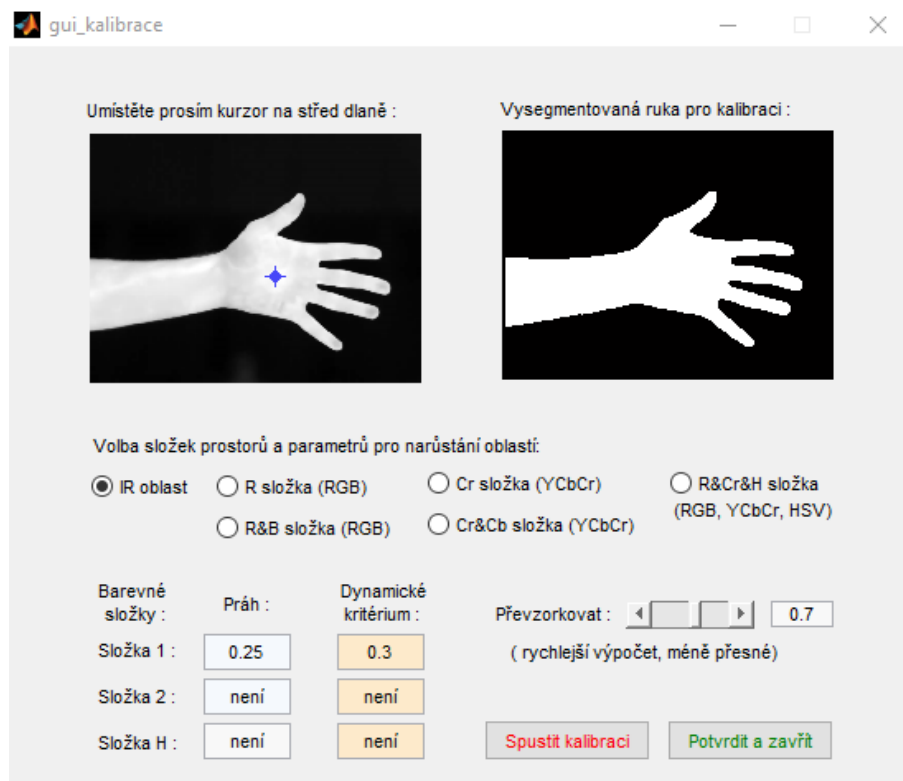 gui_kalibrace
Umístěte prosím kurzor na střed dlaně :
Vysegmentovaná ruka pro kalibraci :
Volba složek prostorů a parametrů pro narůstání oblastí:
IR oblast
R složka (RGB)
Cr složka (YCbCr)
R&Cr&H složka
(RGB, YCbCr, HSV)
R&B složka (RGB)
Cr&Cb složka (YCbCr)
Barevné
složky :
Práh :
Dynamické
kritérium :
Převzorkovat :
0.7
Složka 1 :
0.25
0.3
( rychlejší výpočet, méně přesné)
Složka 2 :
není
není
Složka H :
není
není
Spustit kalibraci
Potvrdit a zavřít